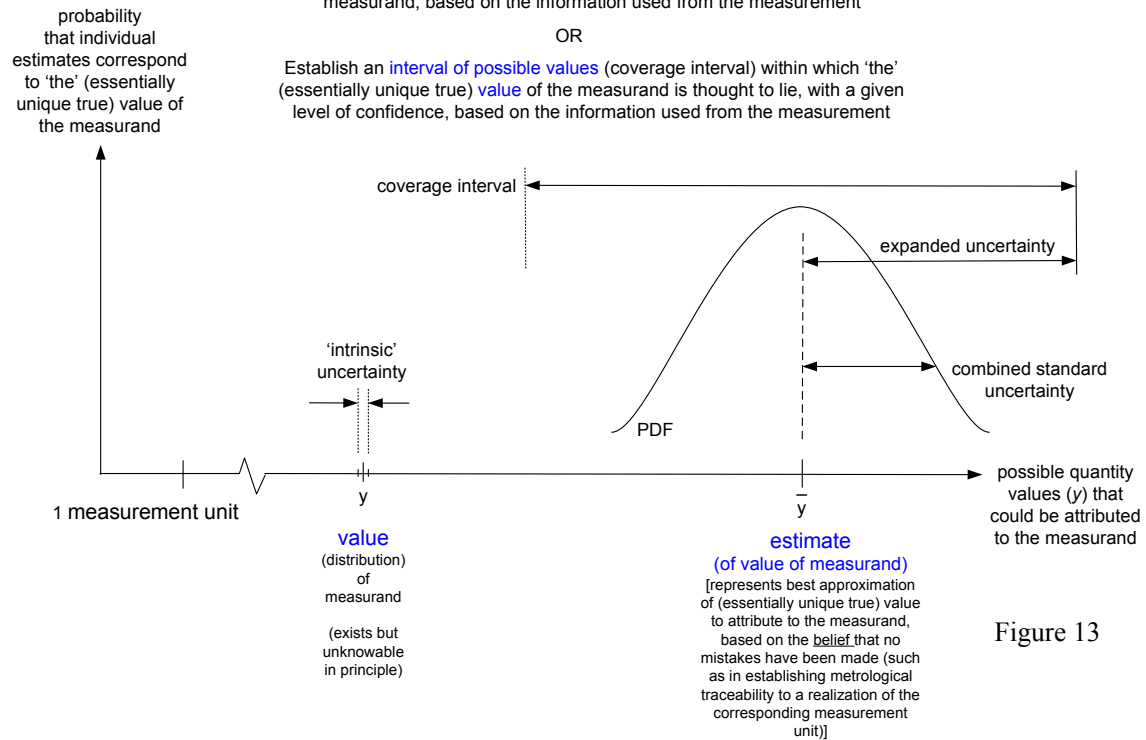 measurand, based on the information used from the measurement
probability
that individual
estimates correspond
to ‘the’ (essentially
unique true) value of
the measurand
OR
Establish an interval of possible values (coverage interval) within which ‘the’
(essentially unique true) value of the measurand is thought to lie, with a given
level of confidence, based on the information used from the measurement
coverage interval
expanded uncertainty
‘intrinsic’
uncertainty
combined standard
uncertainty
PDF
possible quantity
values (y) that
could be attributed
to the measurand
1 measurement unit
y
y̅
value
(distribution)
of
measurand
(exists but
unknowable
in principle)
estimate
(of value of measurand)
[represents best approximation
of (essentially unique true) value
to attribute to the measurand,
based on the belief that no
mistakes have been made (such
as in establishing metrological
traceability to a realization of the
corresponding measurement
unit)]
Figure 13